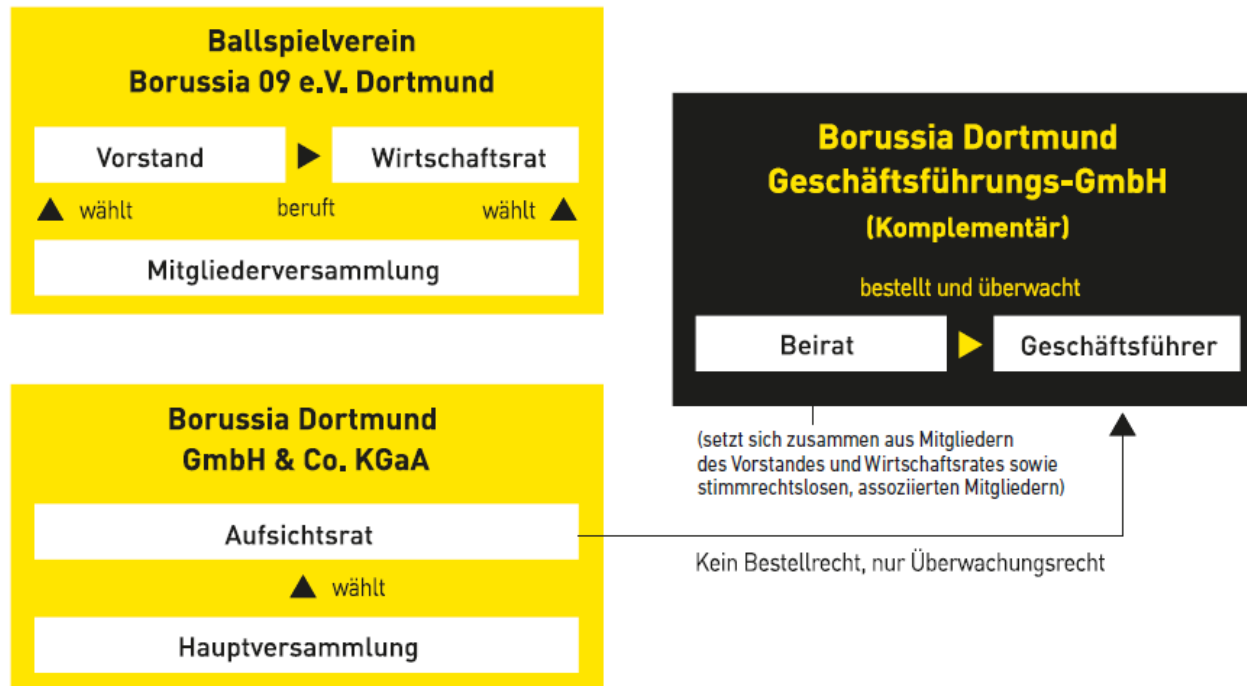 Ballspielverein
Borussia 09 e.V. Dortmund
Vorstand
Wirtschaftsrat
wählt
beruft
wählt
Mitgliederversammlung
Borussia Dortmund
Geschäftsführungs-GmbH
(Komplementär)
bestellt und überwacht
Beirat
Geschäftsführer
(setzt sich zusammen aus Mitgliedern
des Vorstandes und Wirtschaftsrates sowie
stimmrechtslosen, assoziierten Mitgliedern)
Borussia Dortmund
GmbH & Co. KGaA
Aufsichtsrat
Kein Bestellrecht, nur Überwachungsrecht
wählt
Hauptversammlung